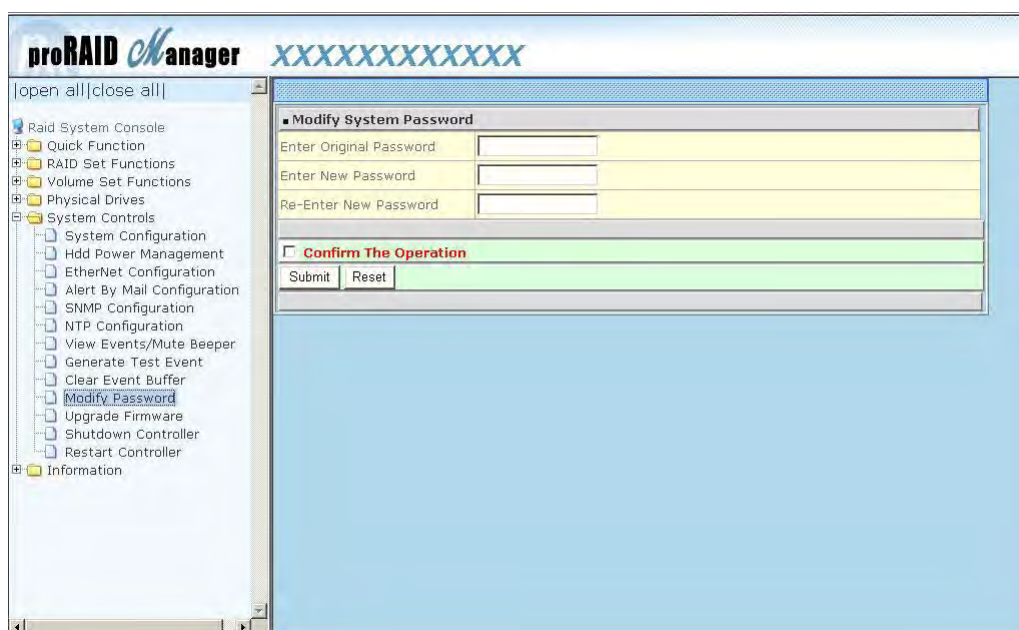 proRAID Manager XXXXXXXXXXXXX
|open all|close all|
Raid System Console
Quick Function
RAID Set Functions
Volume Set Functions
Physical Drives
System Controls
System Configuration
Hdd Power Management
EtherNet Configuration
Alert By Mail Configuration
SNMP Configuration
NTP Configuration
View Events/Mute Beeper
Generate Test Event
Clear Event Buffer
Modify Password
Upgrade Firmware
Shutdown Controller
Restart Controller
Information
Modify System Password
Enter Original Password
Enter New Password
Re-Enter New Password
Confirm The Operation
Submit Reset